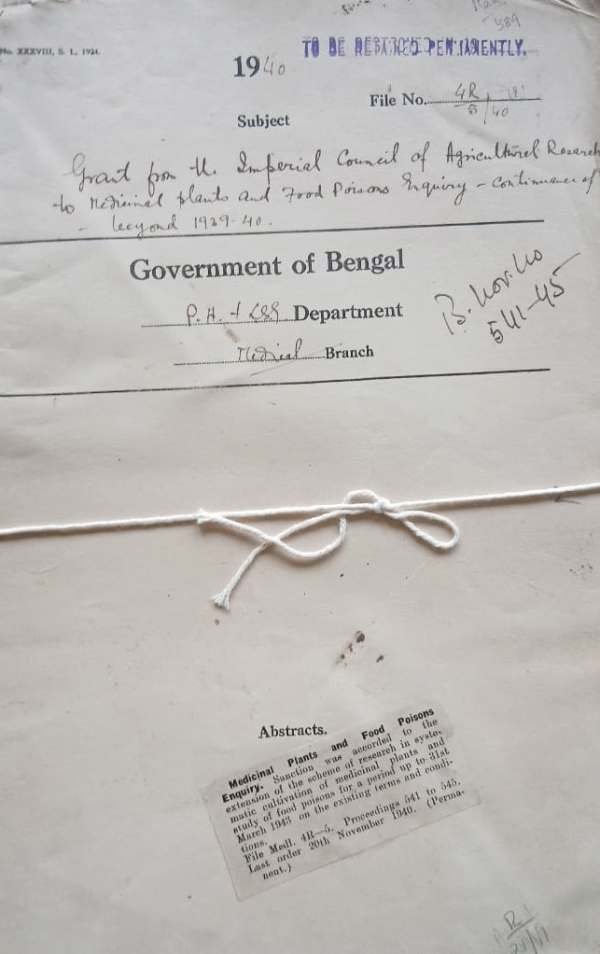 589
No. XXXVIII, S. I., 1924.
TO BE RETAINED PERMANENTLY.
1940
File No. 4R
5/40
Subject
Grant from the Imperial Council of Agricultural Research
to Medicinal plants and Food Poisons Enquiry - Continuance of
- beyond 1939-40.
Government of Bengal
P.H. & LSG Department
Medical Branch
B. Nov. 40
541-45
Abstracts.
Medicinal Plants and Food Poisons
Enquiry. Sanction was accorded to the
extension of the scheme of research in syste-
matic cultivation of medicinal plants and
study of food poisons for a period up to 31st
March 1943 on the existing terms and condi-
tions.
File Medl. 4R—5. Proceedings 541 to 545.
Last order 20th November 1940. (Perma-
nent.)